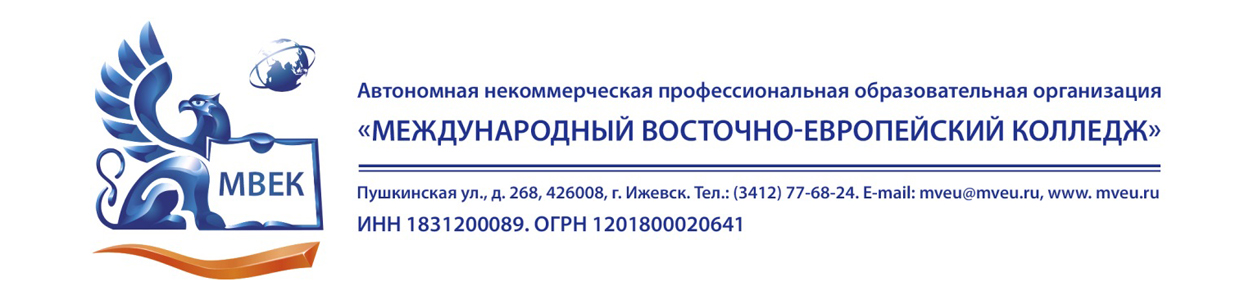 МВЕК
Автономная некоммерческая профессиональная образовательная организация
«МЕЖДУНАРОДНЫЙ ВОСТОЧНО-ЕВРОПЕЙСКИЙ КОЛЛЕДЖ»
Пушкинская ул., д. 268, 426008, г. Ижевск. Тел.: (3412) 77-68-24. E-mail: mveu@mveu.ru, www. mveu.ru
ИНН 1831200089. ОГРН 1201800020641